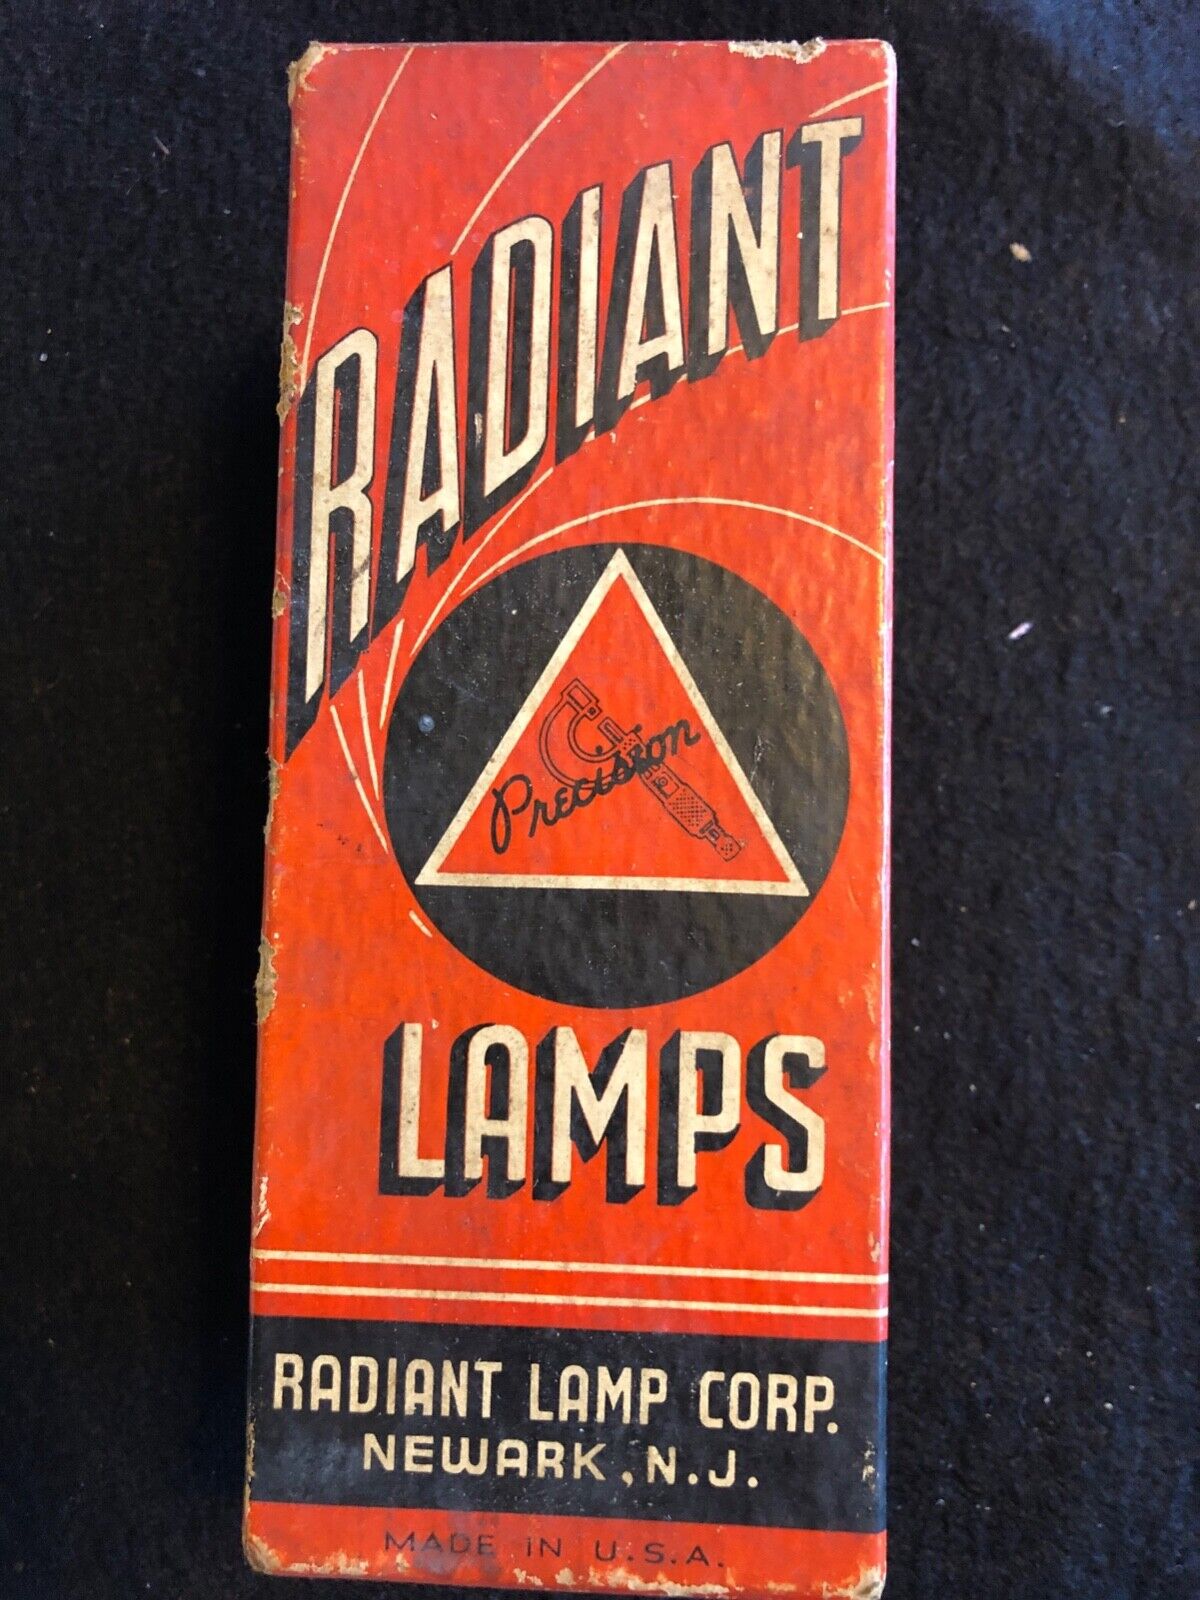 RADIANT
Precision
LAMPS
RADIANT LAMP CORP.
NEWARK, N.J.
MADE IN U.S.A.